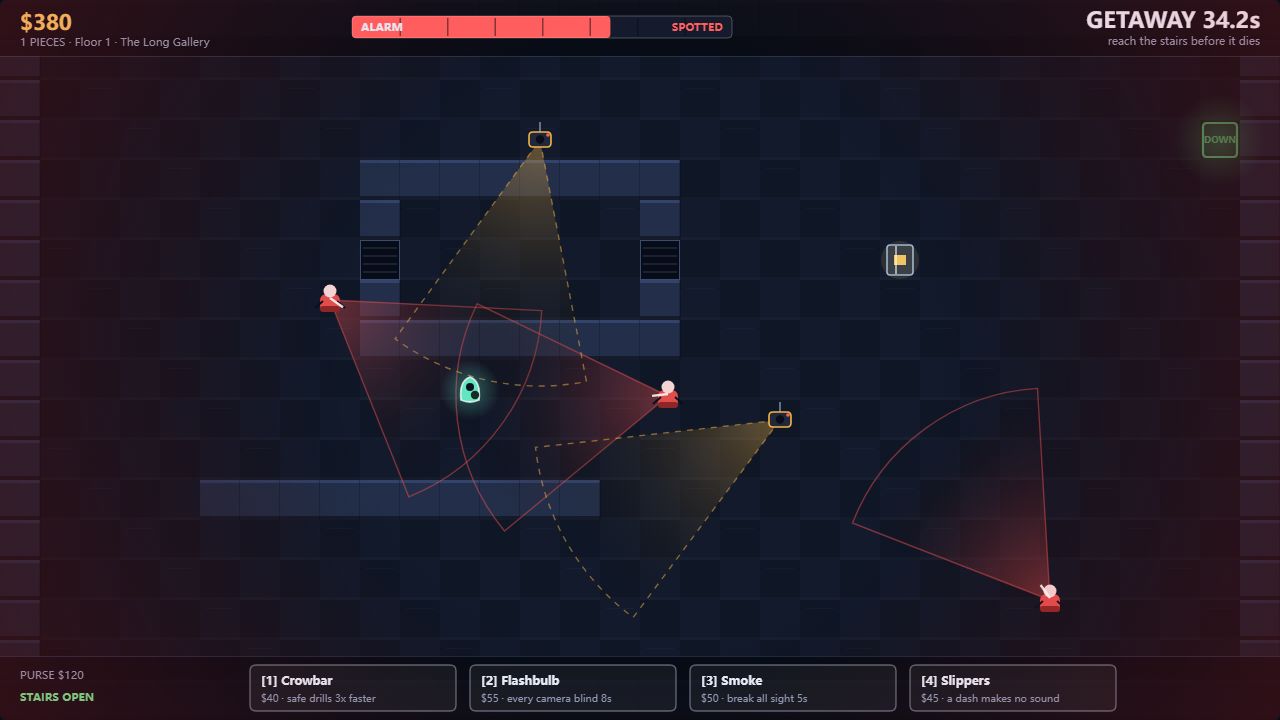 $380
1 PIECES · Floor 1 · The Long Gallery
ALARM
SPOTTED
GETAWAY 34.2s
reach the stairs before it dies
DOWN
PURSE $120
STAIRS OPEN
[1] Crowbar
$40 · safe drills 3x faster
[2] Flashbulb
$55 · every camera blind 8s
[3] Smoke
$50 · break all sight 5s
[4] Slippers
$45 · a dash makes no sound